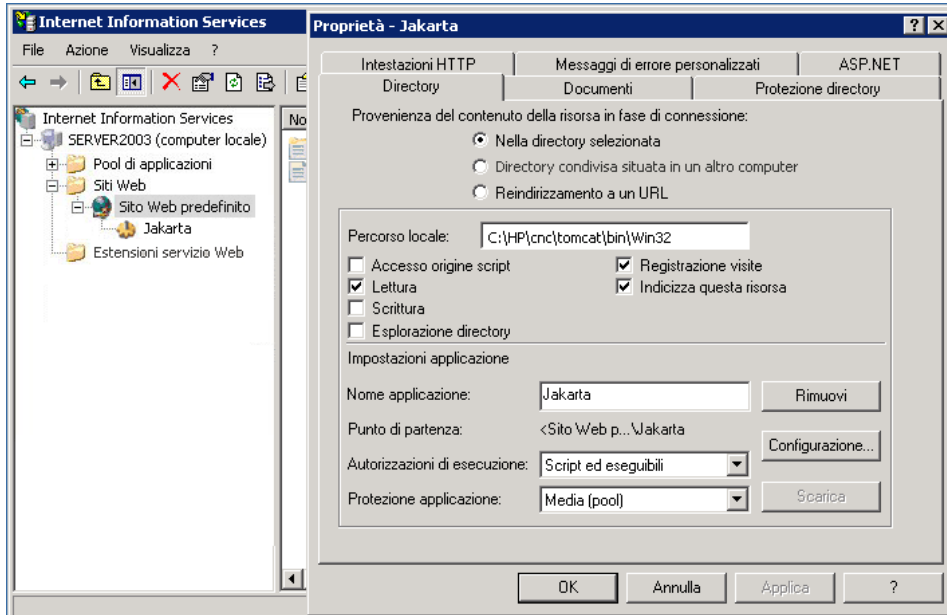 Internet Information Services
File Azione Visualizza ?
Internet Information Services
SERVER2003 (computer locale)
Pool di applicazioni
Siti Web
Sito Web predefinito
Jakarta
Estensioni servizio Web
No
Proprietà - Jakarta
Intestazioni HTTP Messaggi di errore personalizzati ASP.NET
Directory Documenti Protezione directory
Provenienza del contenuto della risorsa in fase di connessione:
Nella directory selezionata
Directory condivisa situata in un altro computer
Reindirizzamento a un URL
Percorso locale: C:\HP\cnc\tomcat\bin\Win32
Accesso origine script Registrazione visite
Lettura Indicizza questa risorsa
Scrittura
Esplorazione directory
Impostazioni applicazione
Nome applicazione: Jakarta Rimuovi
Punto di partenza: <Sito Web p...\Jakarta
Configurazione...
Autorizzazioni di esecuzione: Script ed eseguibili
Protezione applicazione: Media (pool) Scarica
OK Annulla Applica ?